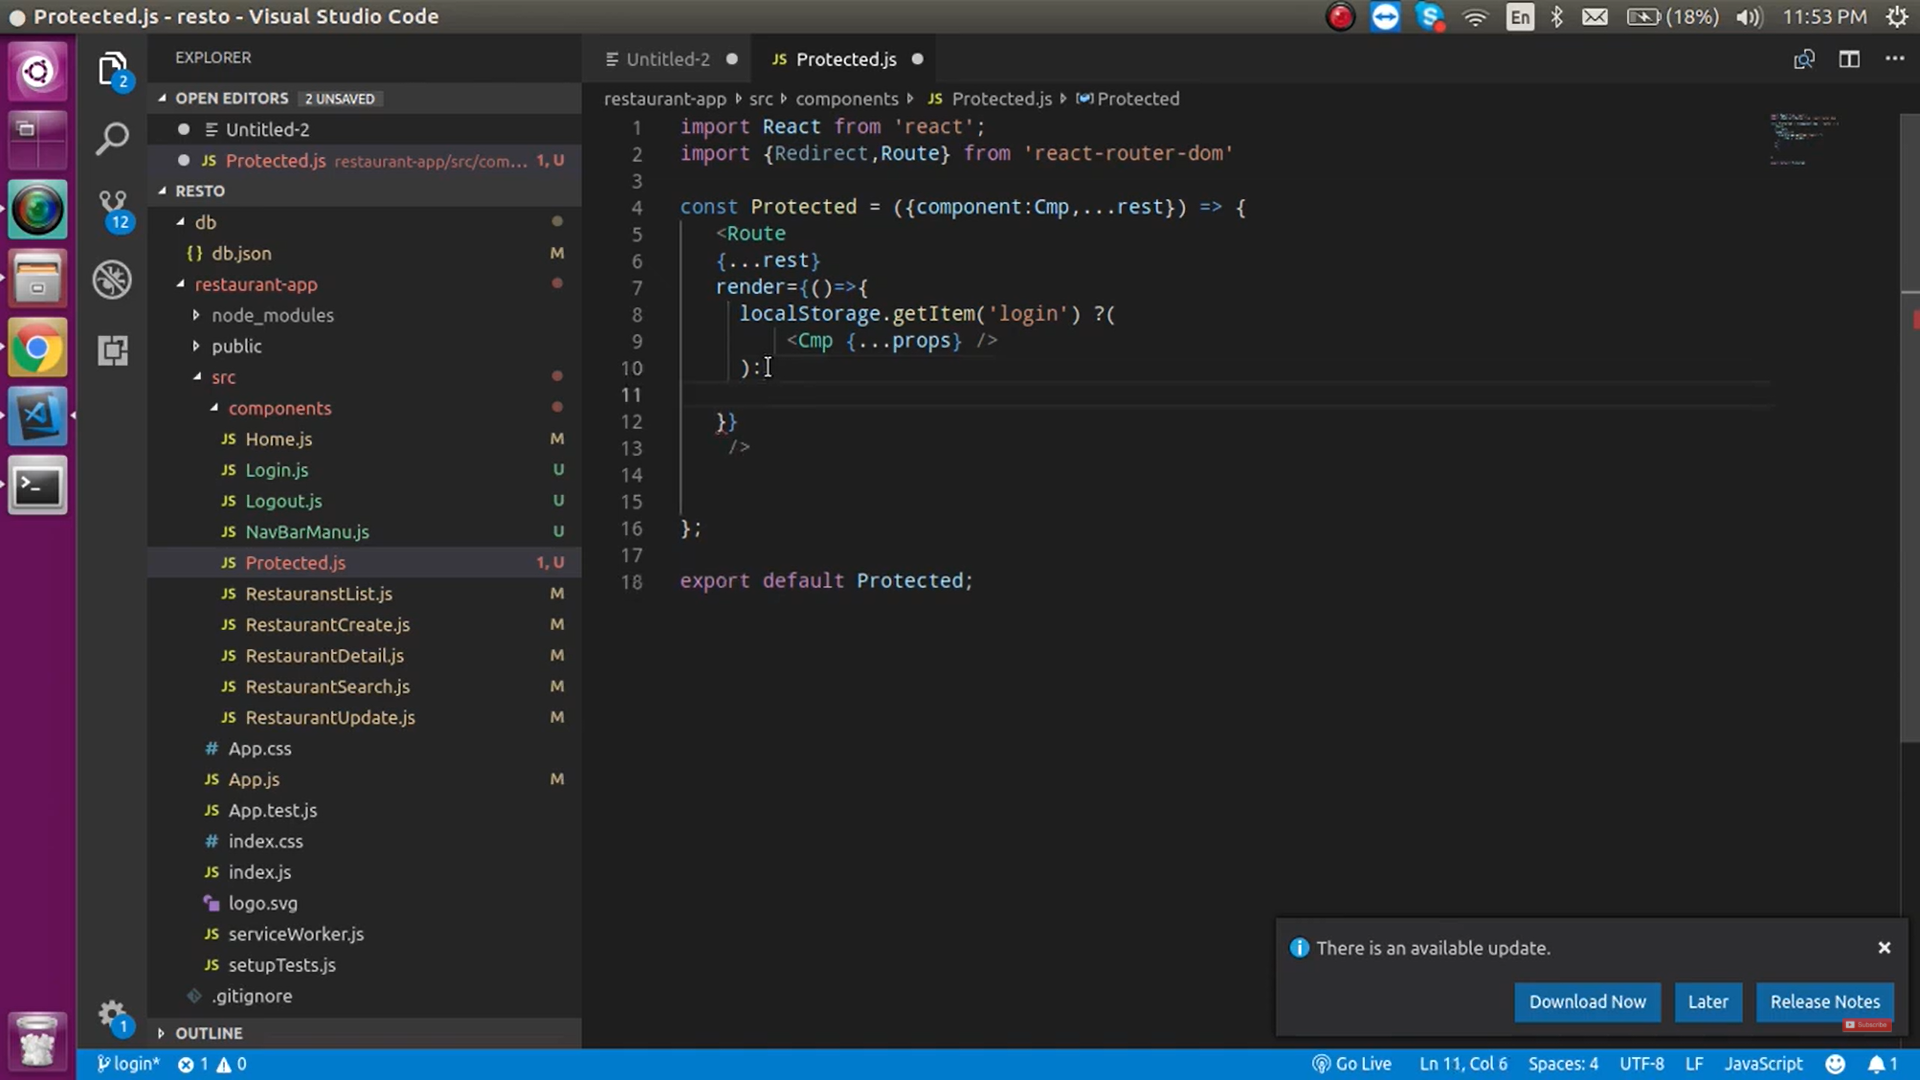 Protected.js - resto - Visual Studio Code
En
(18%)
11:53 PM
EXPLORER
Untitled-2
JS Protected.js
OPEN EDITORS 2 UNSAVED
restaurant-app src components JS Protected.js Protected
Untitled-2
JS Protected.js restaurant-app/src/com... 1, U
RESTO
db
{} db.json M
restaurant-app
node_modules
public
src
components
JS Home.js M
JS Login.js U
JS Logout.js U
JS NavBarManu.js U
JS Protected.js 1, U
JS RestauranstList.js M
JS RestaurantCreate.js M
JS RestaurantDetail.js M
JS RestaurantSearch.js M
JS RestaurantUpdate.js M
# App.css
JS App.js M
JS App.test.js
# index.css
JS index.js
logo.svg
JS serviceWorker.js
JS setupTests.js
.gitignore
OUTLINE
2
12
1
1 import React from 'react';
2 import {Redirect,Route} from 'react-router-dom'
3
4 const Protected = ({component:Cmp,...rest}) => {
5 <Route
6 {...rest}
7 render={()=>{
8 localStorage.getItem('login') ?(
9 <Cmp {...props} />
10 ):
11
12 }}
13 />
14
15
16 };
17
18 export default Protected;
There is an available update.
Download Now
Later
Release Notes
Subscribe
login* 1 0
Go Live
Ln 11, Col 6
Spaces: 4
UTF-8
LF
JavaScript
1